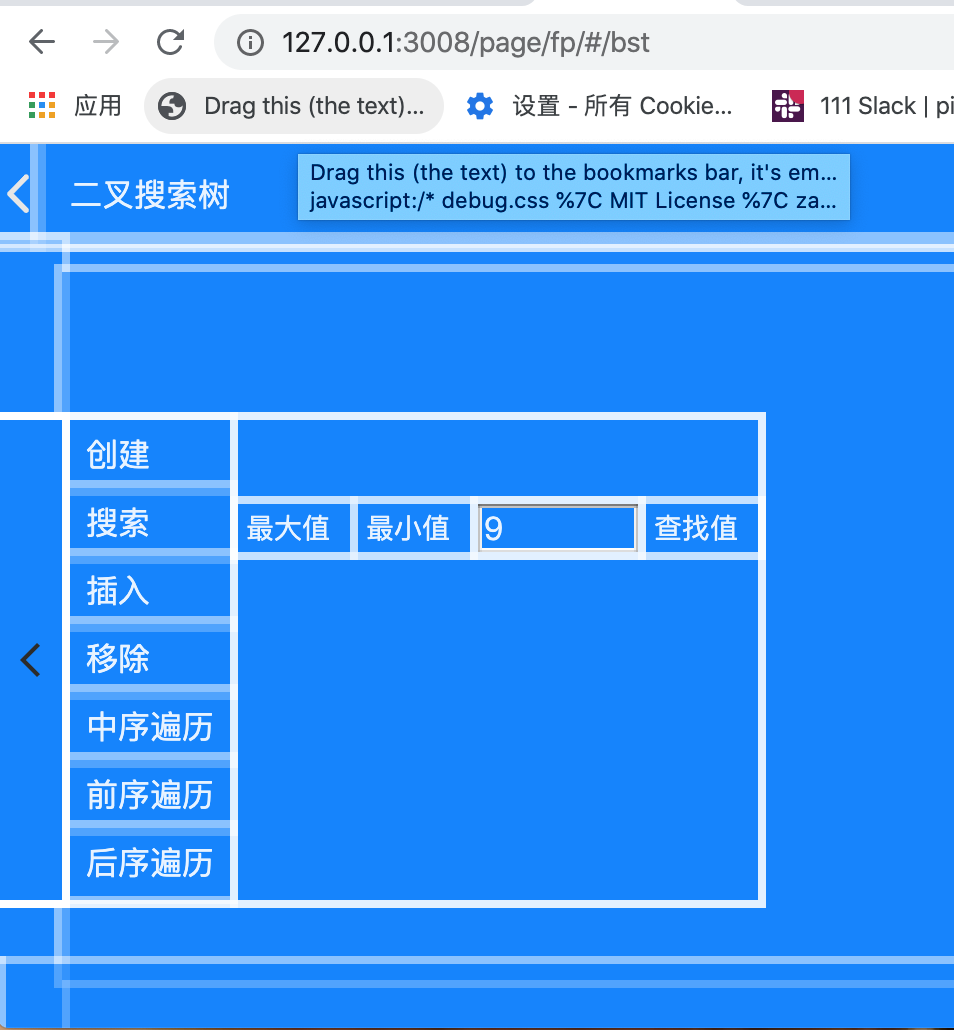 127.0.0.1:3008/page/fp/#/bst
应用 Drag this (the text)... 设置 - 所有 Cookie... 111 Slack | pi
二叉搜索树
Drag this (the text) to the bookmarks bar, it's em...
javascript:/* debug.css %7C MIT License %7C za...
创建
搜索 最大值 最小值 9 查找值
插入
移除
中序遍历
前序遍历
后序遍历